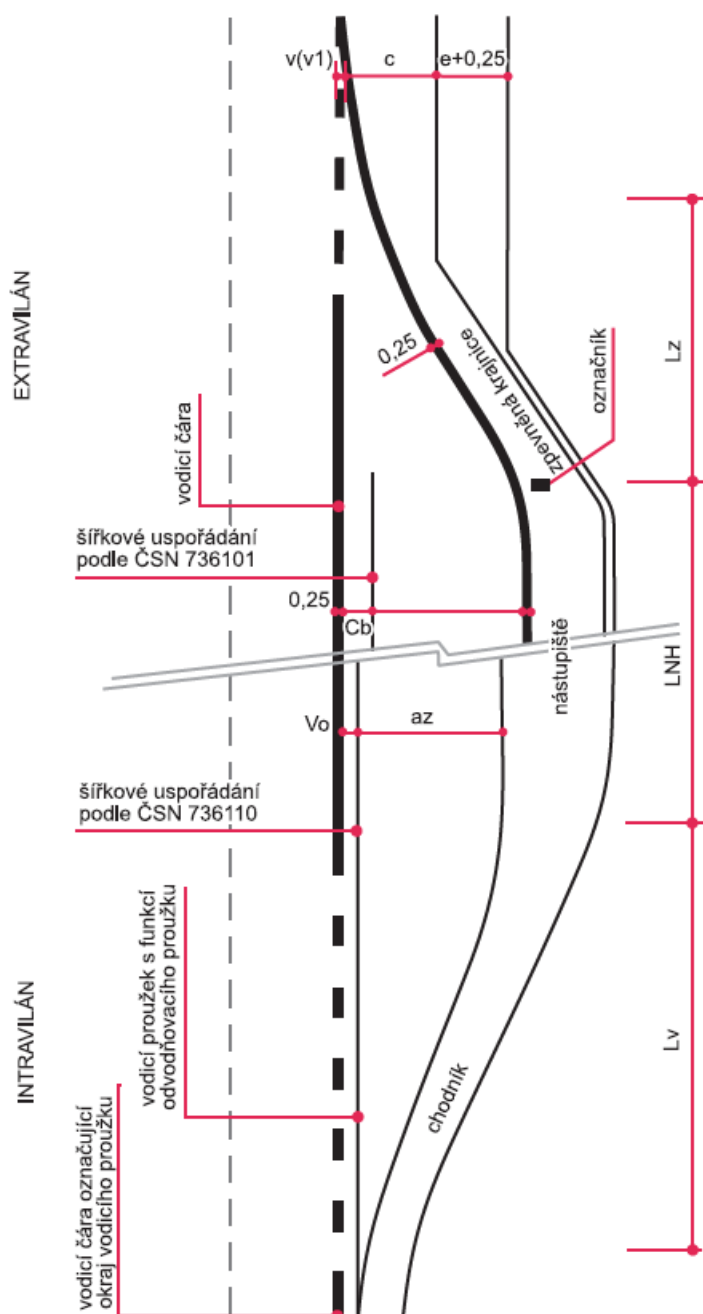 v(v1)
c
e+0,25
EXTRAVILÁN
0,25
zpevněná krajnice
označník
Lz
vodicí čára
šířkové uspořádání
podle ČSN 736101
0,25
Cb
nástupiště
LNH
Vo
az
šířkové uspořádání
podle ČSN 736110
INTRAVILÁN
vodicí proužek s funkcí
odvodňovacího proužku
chodník
Lv
vodicí čára označující
okraj vodicího proužku